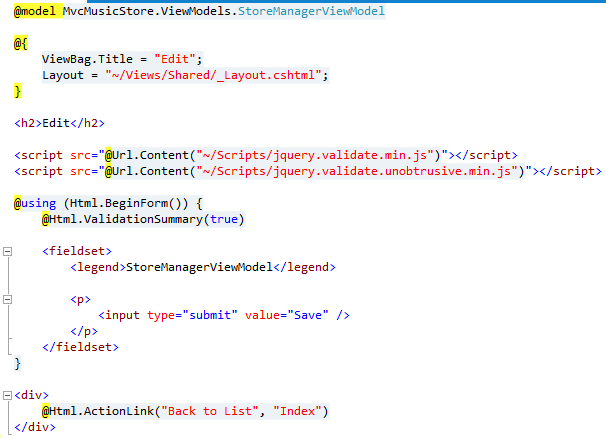 @model MvcMusicStore.ViewModels.StoreManagerViewModel
@{
ViewBag.Title = "Edit";
Layout = "~/Views/Shared/_Layout.cshtml";
}
<h2>Edit</h2>
<script src="@Url.Content("~/Scripts/jquery.validate.min.js")"></script>
<script src="@Url.Content("~/Scripts/jquery.validate.unobtrusive.min.js")"></script>
@using (Html.BeginForm()) {
@Html.ValidationSummary(true)
<fieldset>
<legend>StoreManagerViewModel</legend>
<p>
<input type="submit" value="Save" />
</p>
</fieldset>
}
<div>
@Html.ActionLink("Back to List", "Index")
</div>